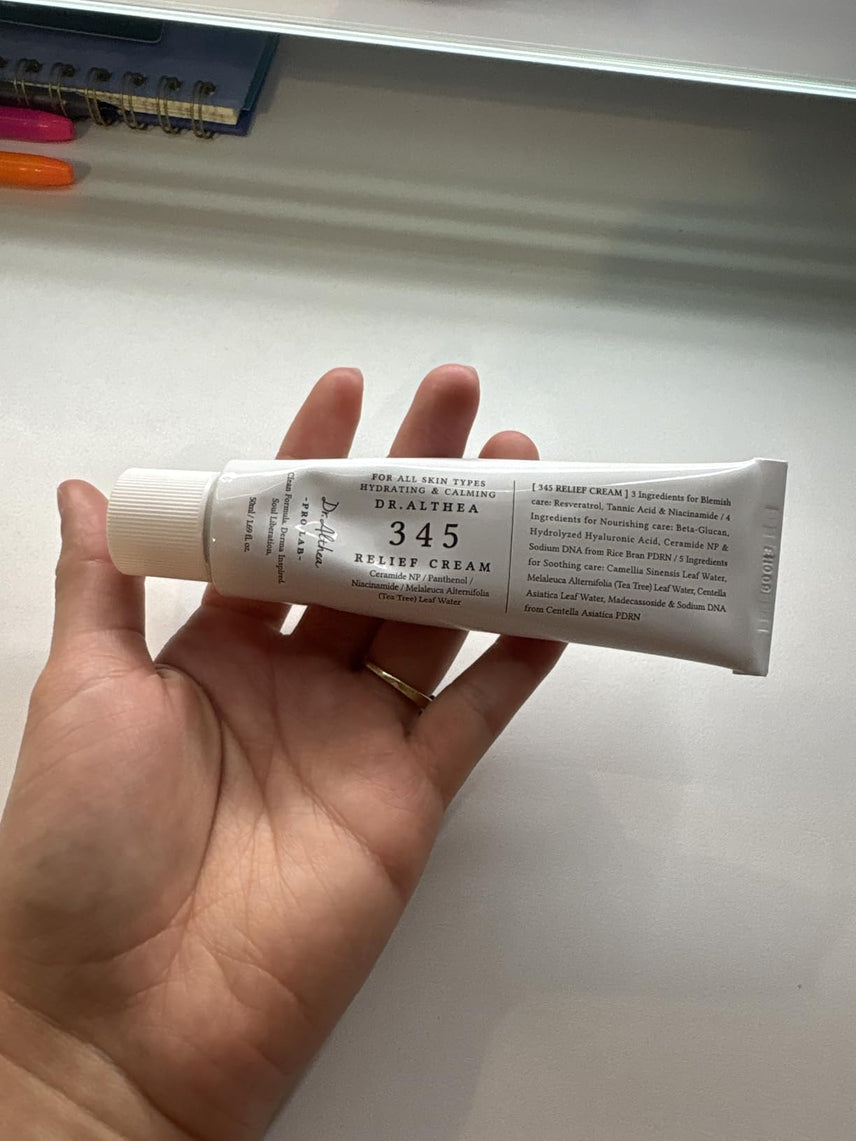 FOR ALL SKIN TYPES
HYDRATING & CALMING
DR.ALTHEA
345
RELIEF CREAM
Ceramide NP / Panthenol /
Niacinamide / Melaleuca Alternifolia
(Tea Tree) Leaf Water
Dr.Althea
-PRO LAB-
Clean Formula, Derma Inspired.
Soul Liberation.
50ml / 1.69 fl. oz.
[ 345 RELIEF CREAM ] 3 Ingredients for Blemish
care: Resveratrol, Tannic Acid & Niacinamide / 4
Ingredients for Nourishing care: Beta-Glucan,
Hydrolyzed Hyaluronic Acid, Ceramide NP &
Sodium DNA from Rice Bran PDRN / 5 Ingredients
for Soothing care: Camellia Sinensis Leaf Water,
Melaleuca Alternifolia (Tea Tree) Leaf Water, Centella
Asiatica Leaf Water, Madecassoside & Sodium DNA
from Centella Asiatica PDRN